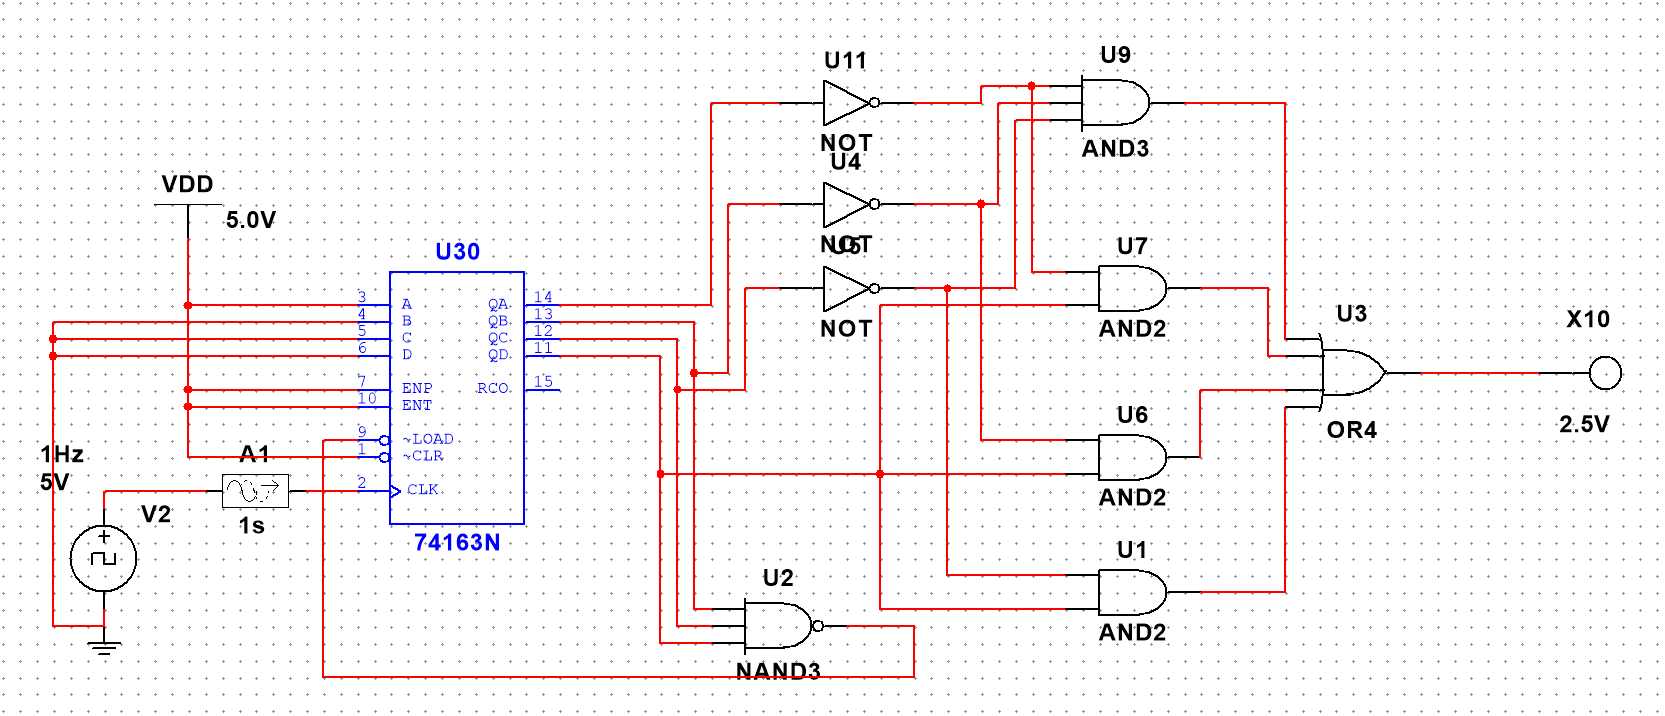 VDD
5.0V
1Hz
5V
V2
A1
1s
U30
3 A QA 14
4 B QB 13
5 C QC 12
6 D QD 11
7 ENP RCO 15
10 ENT
9 ~LOAD
1 ~CLR
2 CLK
74163N
U11
NOT
U4
NOT
U5
NOT
U9
AND3
U7
AND2
U6
AND2
U1
AND2
U2
NAND3
U3
OR4
X10
2.5V